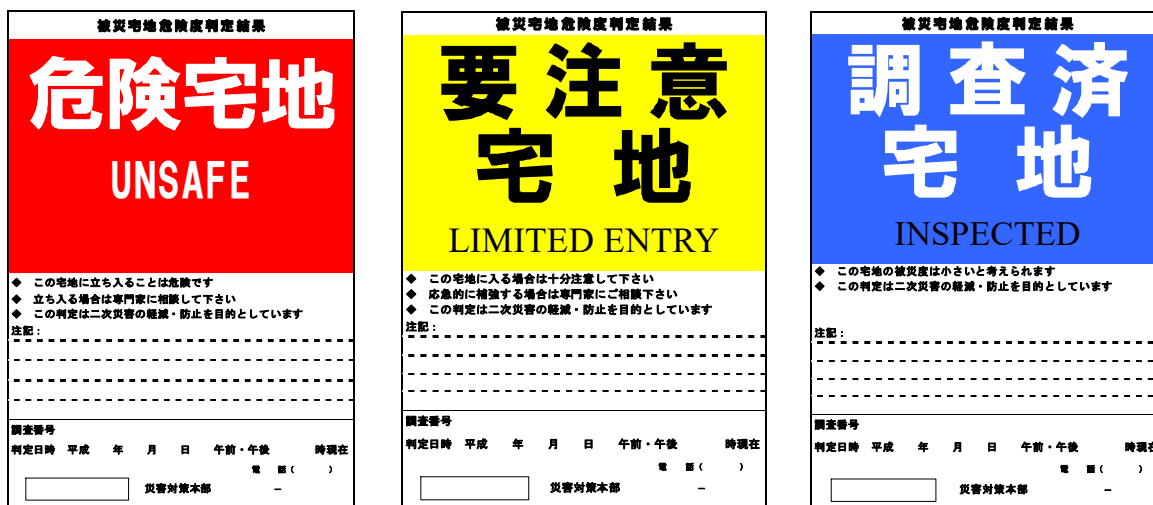 被災宅地危険度判定結果
危険宅地
UNSAFE
◆ この宅地に立ち入ることは危険です
◆ 立ち入る場合は専門家に相談して下さい
◆ この判定は二次災害の軽減・防止を目的としています
注記：
調査番号
判定日時 平成 年 月 日 午前・午後 時現在
電 話（ ）
災害対策本部 −
被災宅地危険度判定結果
要注意
宅地
LIMITED ENTRY
◆ この宅地に入る場合は十分注意して下さい
◆ 応急的に補強する場合は専門家にご相談下さい
◆ この判定は二次災害の軽減・防止を目的としています
注記：
調査番号
判定日時 平成 年 月 日 午前・午後 時現在
電 話（ ）
災害対策本部 −
被災宅地危険度判定結果
調査済
宅地
INSPECTED
◆ この宅地の被災度は小さいと考えられます
◆ この判定は二次災害の軽減・防止を目的としています
注記：
調査番号
判定日時 平成 年 月 日 午前・午後 時現在
電 話（ ）
災害対策本部 −